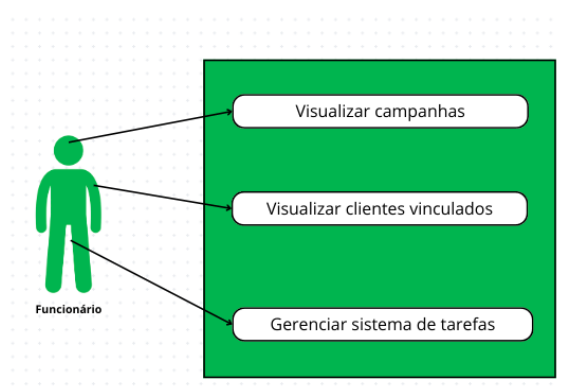 Visualizar campanhas
Visualizar clientes vinculados
Funcionário
Gerenciar sistema de tarefas